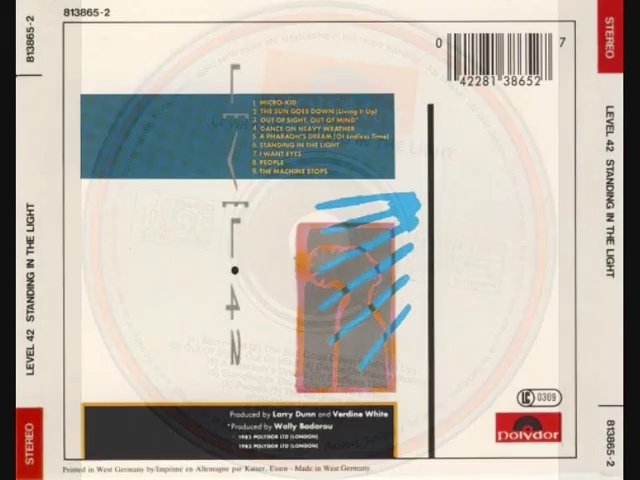 813865-2
813865-2
STEREO
0 42281 38652 7
LEVEL 42
1. MICRO-KID
2. THE SUN GOES DOWN (Living It Up)
3. OUT OF SIGHT, OUT OF MIND*
4. DANCE ON HEAVY WEATHER
5. A PHARAOH'S DREAM (Of Endless Time)
6. STANDING IN THE LIGHT
7. I WANT EYES
8. PEOPLE
9. THE MACHINE STOPS
LEVEL 42 STANDING IN THE LIGHT
LEVEL 42 STANDING IN THE LIGHT
LC 0309
polydor
Produced by Larry Dunn and Verdine White
*Produced by Wally Badarou
1983 POLYDOR LTD (LONDON)
1983 POLYDOR LTD (LONDON)
STEREO
813865-2
Printed in West Germany by/Imprimé en Allemagne par Kaiser, Essen - Made in West Germany